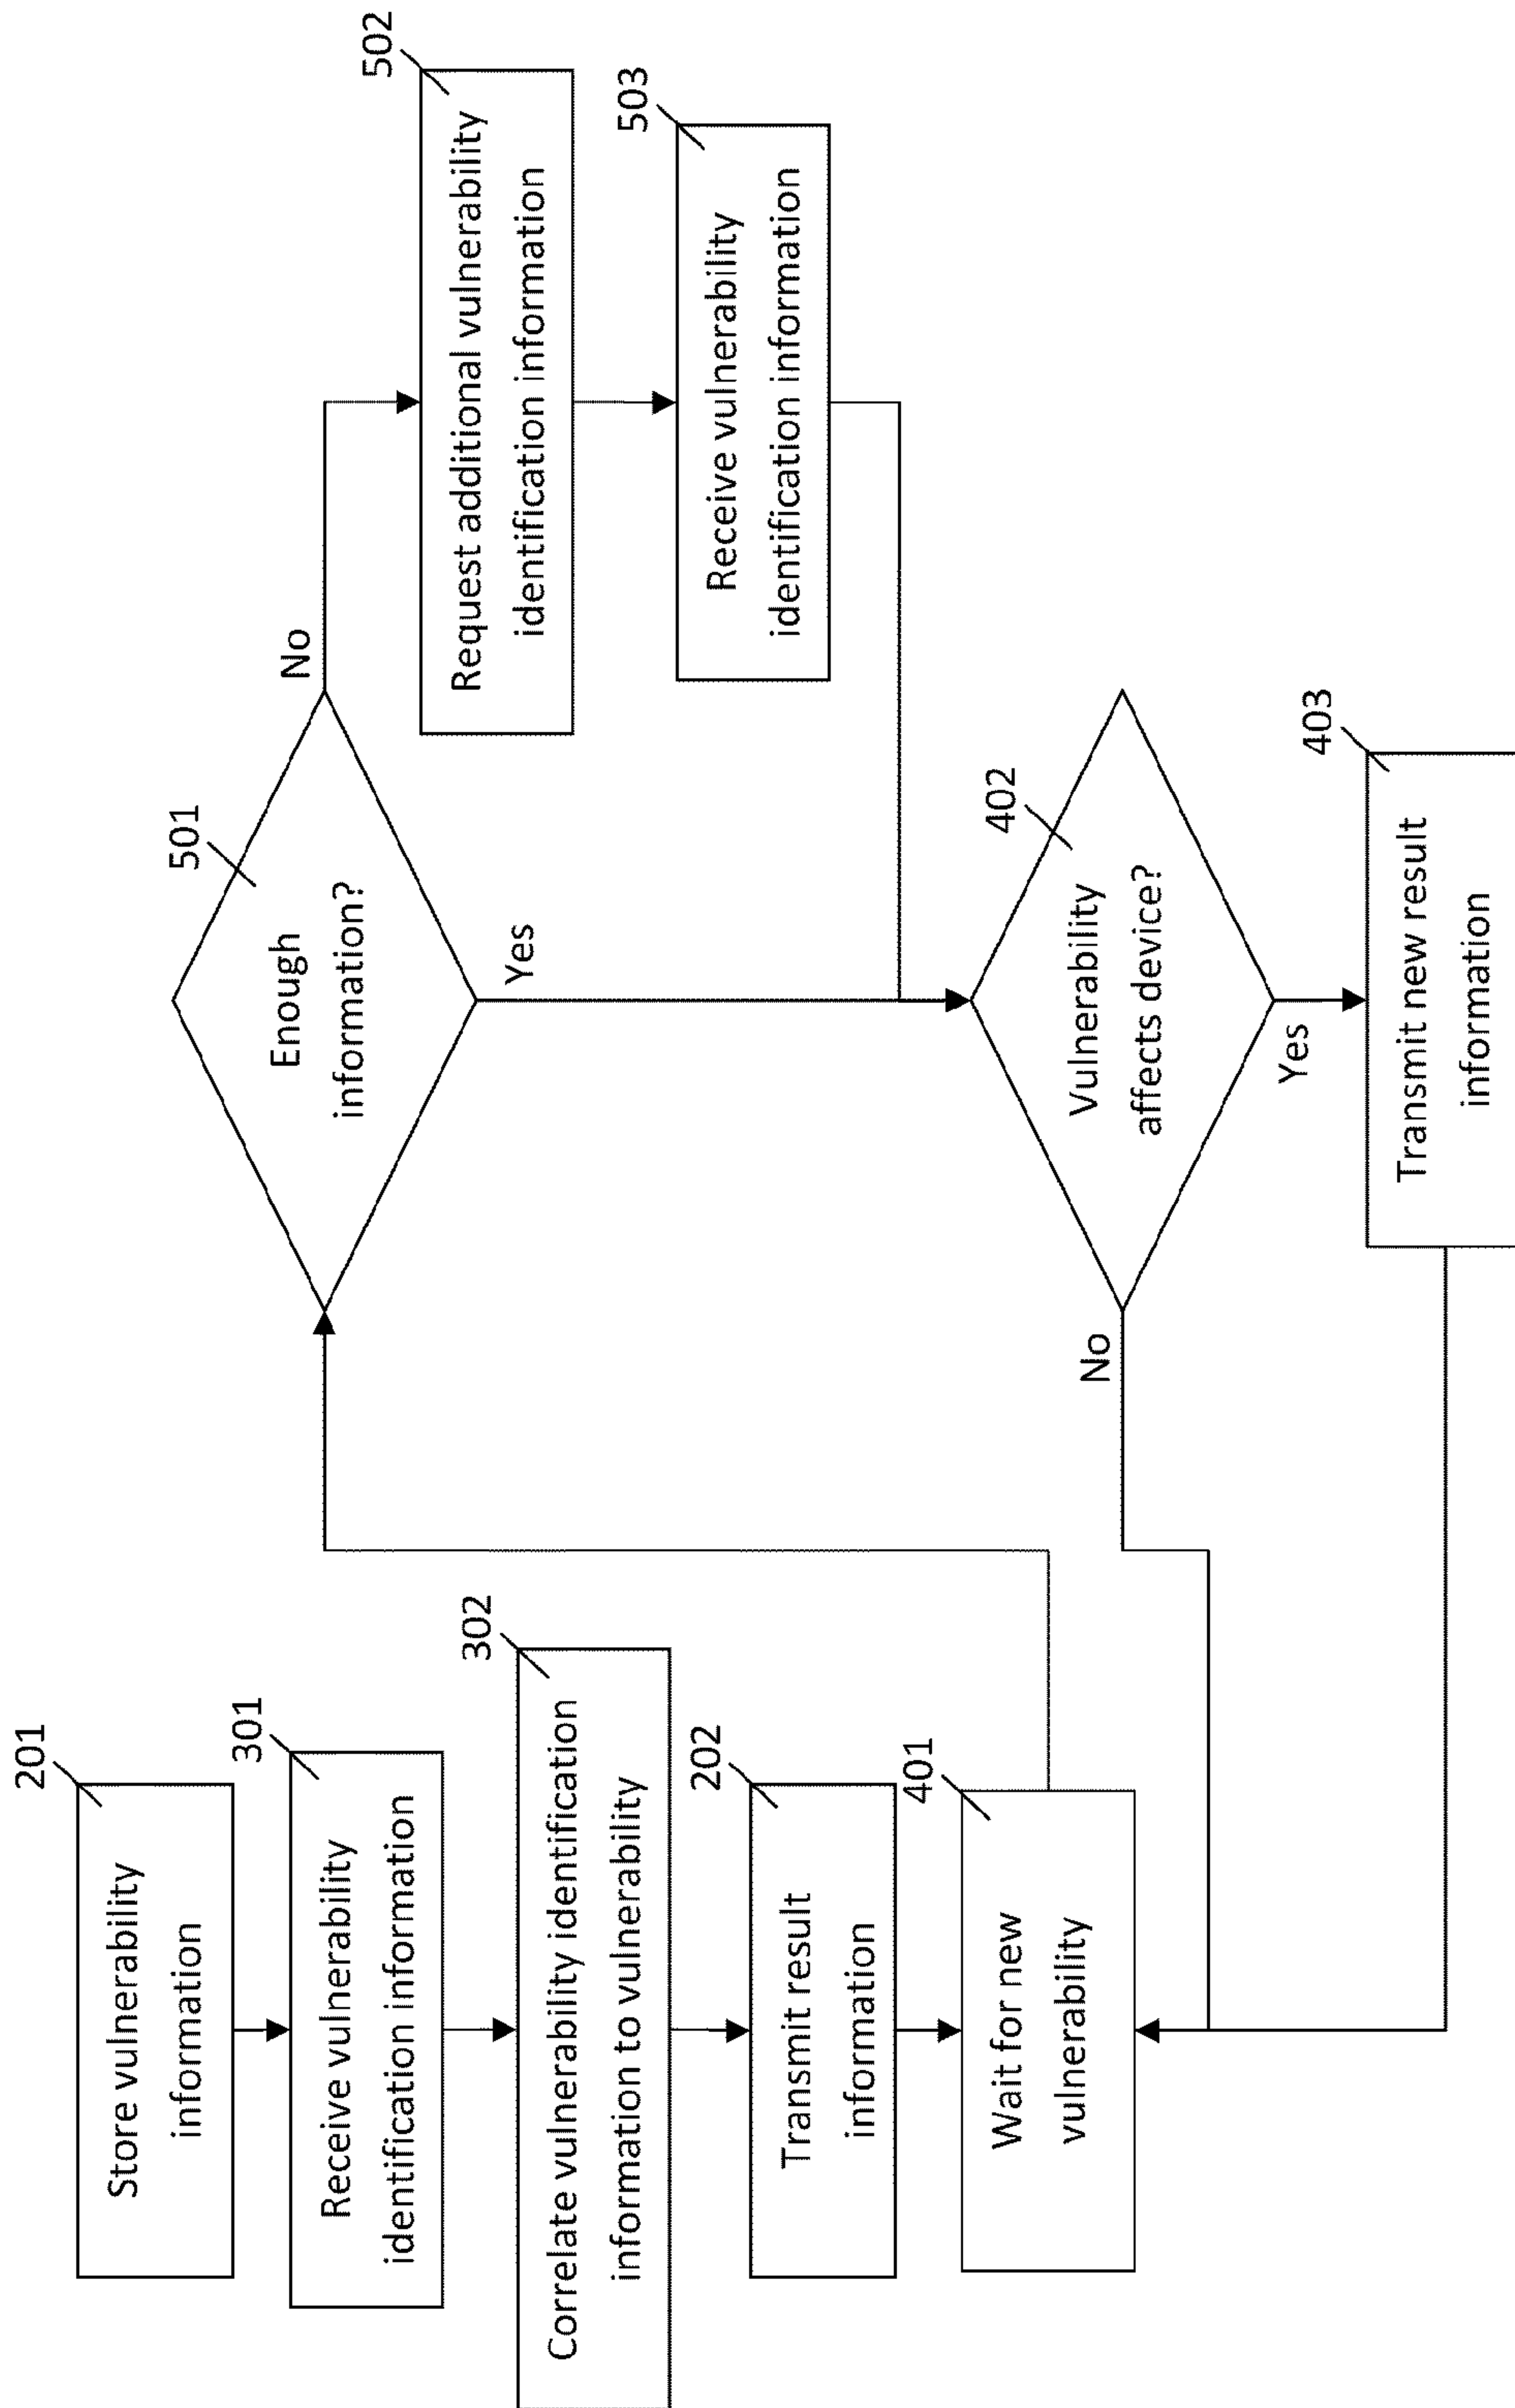 201
Store vulnerability
information
301
Receive vulnerability
identification information
302
Correlate vulnerability identification
information to vulnerability
202
Transmit result
information
401
Wait for new
vulnerability
501
Enough
information?
No
Yes
502
Request additional vulnerability
identification information
503
Receive vulnerability
identification information
402
Vulnerability
affects device?
No
Yes
403
Transmit new result
information